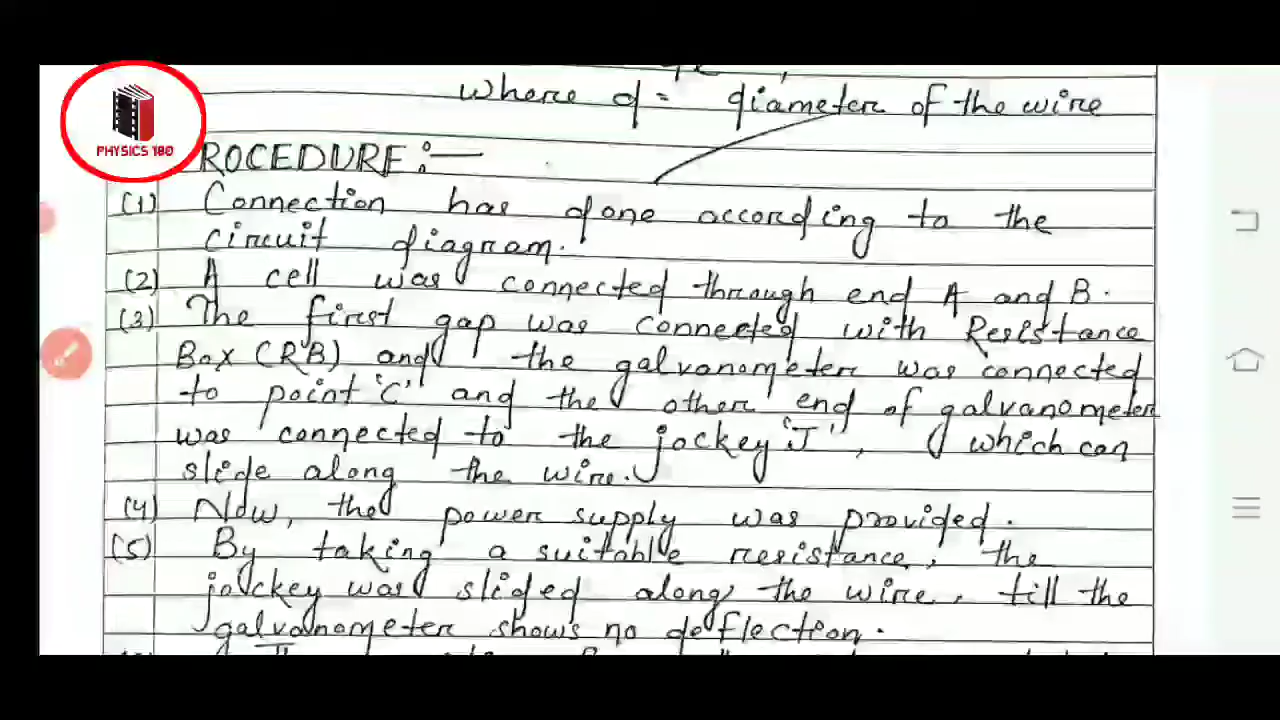 where d = diameter of the wire
PHYSICS 180
ROCEDURE :—
(1) Connection has done according to the
circuit diagram.
(2) A cell was connected through end A and B.
(3) The first gap was connected with Resistance
Box (R'B) and the galvanometer was connected
to point 'C' and the other end of galvanometer
was connected to the jockey 'J', which can
slide along the wire.
(4) Now, the power supply was provided.
(5) By taking a suitable resistance, the
jockey was slided along the wire, till the
galvanometer shows no deflection.